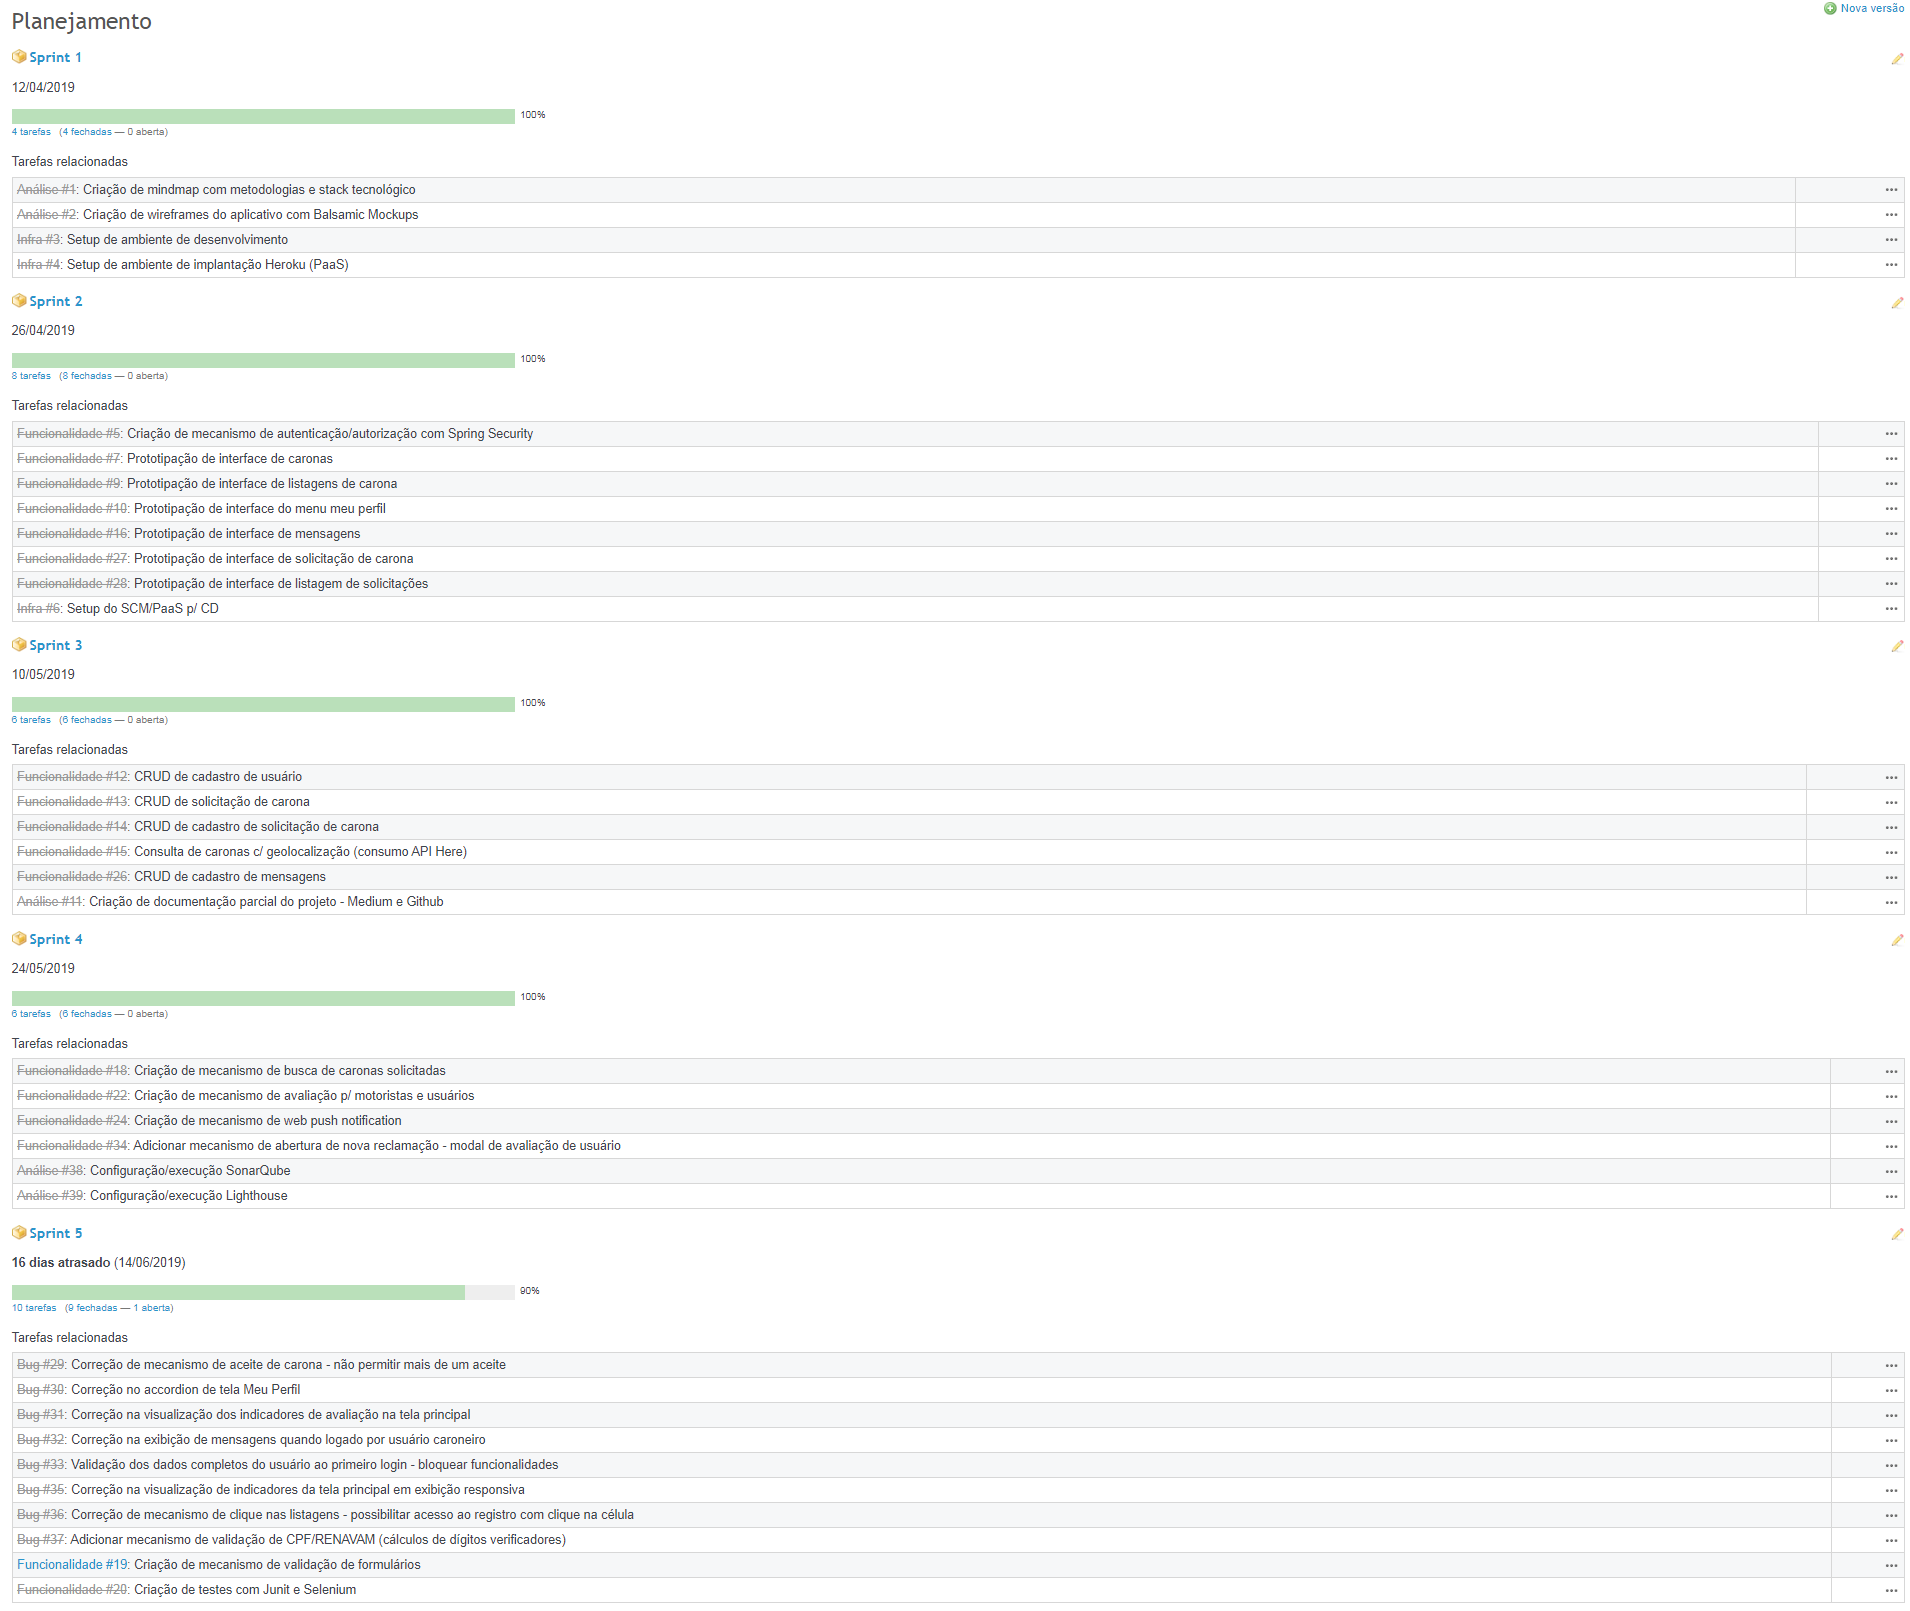 Nova versão
Planejamento
Sprint 1
12/04/2019
100%
4 tarefas (4 fechadas — 0 aberta)
Tarefas relacionadas
Análise #1: Criação de mindmap com metodologias e stack tecnológico
Análise #2: Criação de wireframes do aplicativo com Balsamic Mockups
Infra #3: Setup de ambiente de desenvolvimento
Infra #4: Setup de ambiente de implantação Heroku (PaaS)
Sprint 2
26/04/2019
100%
8 tarefas (8 fechadas — 0 aberta)
Tarefas relacionadas
Funcionalidade #5: Criação de mecanismo de autenticação/autorização com Spring Security
Funcionalidade #7: Prototipação de interface de caronas
Funcionalidade #9: Prototipação de interface de listagens de carona
Funcionalidade #10: Prototipação de interface do menu meu perfil
Funcionalidade #16: Prototipação de interface de mensagens
Funcionalidade #27: Prototipação de interface de solicitação de carona
Funcionalidade #28: Prototipação de interface de listagem de solicitações
Infra #6: Setup do SCM/PaaS p/ CD
Sprint 3
10/05/2019
100%
6 tarefas (6 fechadas — 0 aberta)
Tarefas relacionadas
Funcionalidade #12: CRUD de cadastro de usuário
Funcionalidade #13: CRUD de solicitação de carona
Funcionalidade #14: CRUD de cadastro de solicitação de carona
Funcionalidade #15: Consulta de caronas c/ geolocalização (consumo API Here)
Funcionalidade #26: CRUD de cadastro de mensagens
Análise #11: Criação de documentação parcial do projeto - Medium e Github
Sprint 4
24/05/2019
100%
6 tarefas (6 fechadas — 0 aberta)
Tarefas relacionadas
Funcionalidade #18: Criação de mecanismo de busca de caronas solicitadas
Funcionalidade #22: Criação de mecanismo de avaliação p/ motoristas e usuários
Funcionalidade #24: Criação de mecanismo de web push notification
Funcionalidade #34: Adicionar mecanismo de abertura de nova reclamação - modal de avaliação de usuário
Análise #38: Configuração/execução SonarQube
Análise #39: Configuração/execução Lighthouse
Sprint 5
16 dias atrasado (14/06/2019)
90%
10 tarefas (9 fechadas — 1 aberta)
Tarefas relacionadas
Bug #29: Correção de mecanismo de aceite de carona - não permitir mais de um aceite
Bug #30: Correção no accordion de tela Meu Perfil
Bug #31: Correção na visualização dos indicadores de avaliação na tela principal
Bug #32: Correção na exibição de mensagens quando logado por usuário caroneiro
Bug #33: Validação dos dados completos do usuário ao primeiro login - bloquear funcionalidades
Bug #35: Correção na visualização de indicadores da tela principal em exibição responsiva
Bug #36: Correção de mecanismo de clique nas listagens - possibilitar acesso ao registro com clique na célula
Bug #37: Adicionar mecanismo de validação de CPF/RENAVAM (cálculos de dígitos verificadores)
Funcionalidade #19: Criação de mecanismo de validação de formulários
Funcionalidade #20: Criação de testes com Junit e Selenium